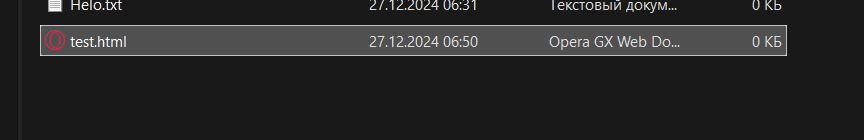 Helo.txt 27.12.2024 06:31 Текстовый докум... 0 КБ
test.html 27.12.2024 06:50 Opera GX Web Do... 0 КБ